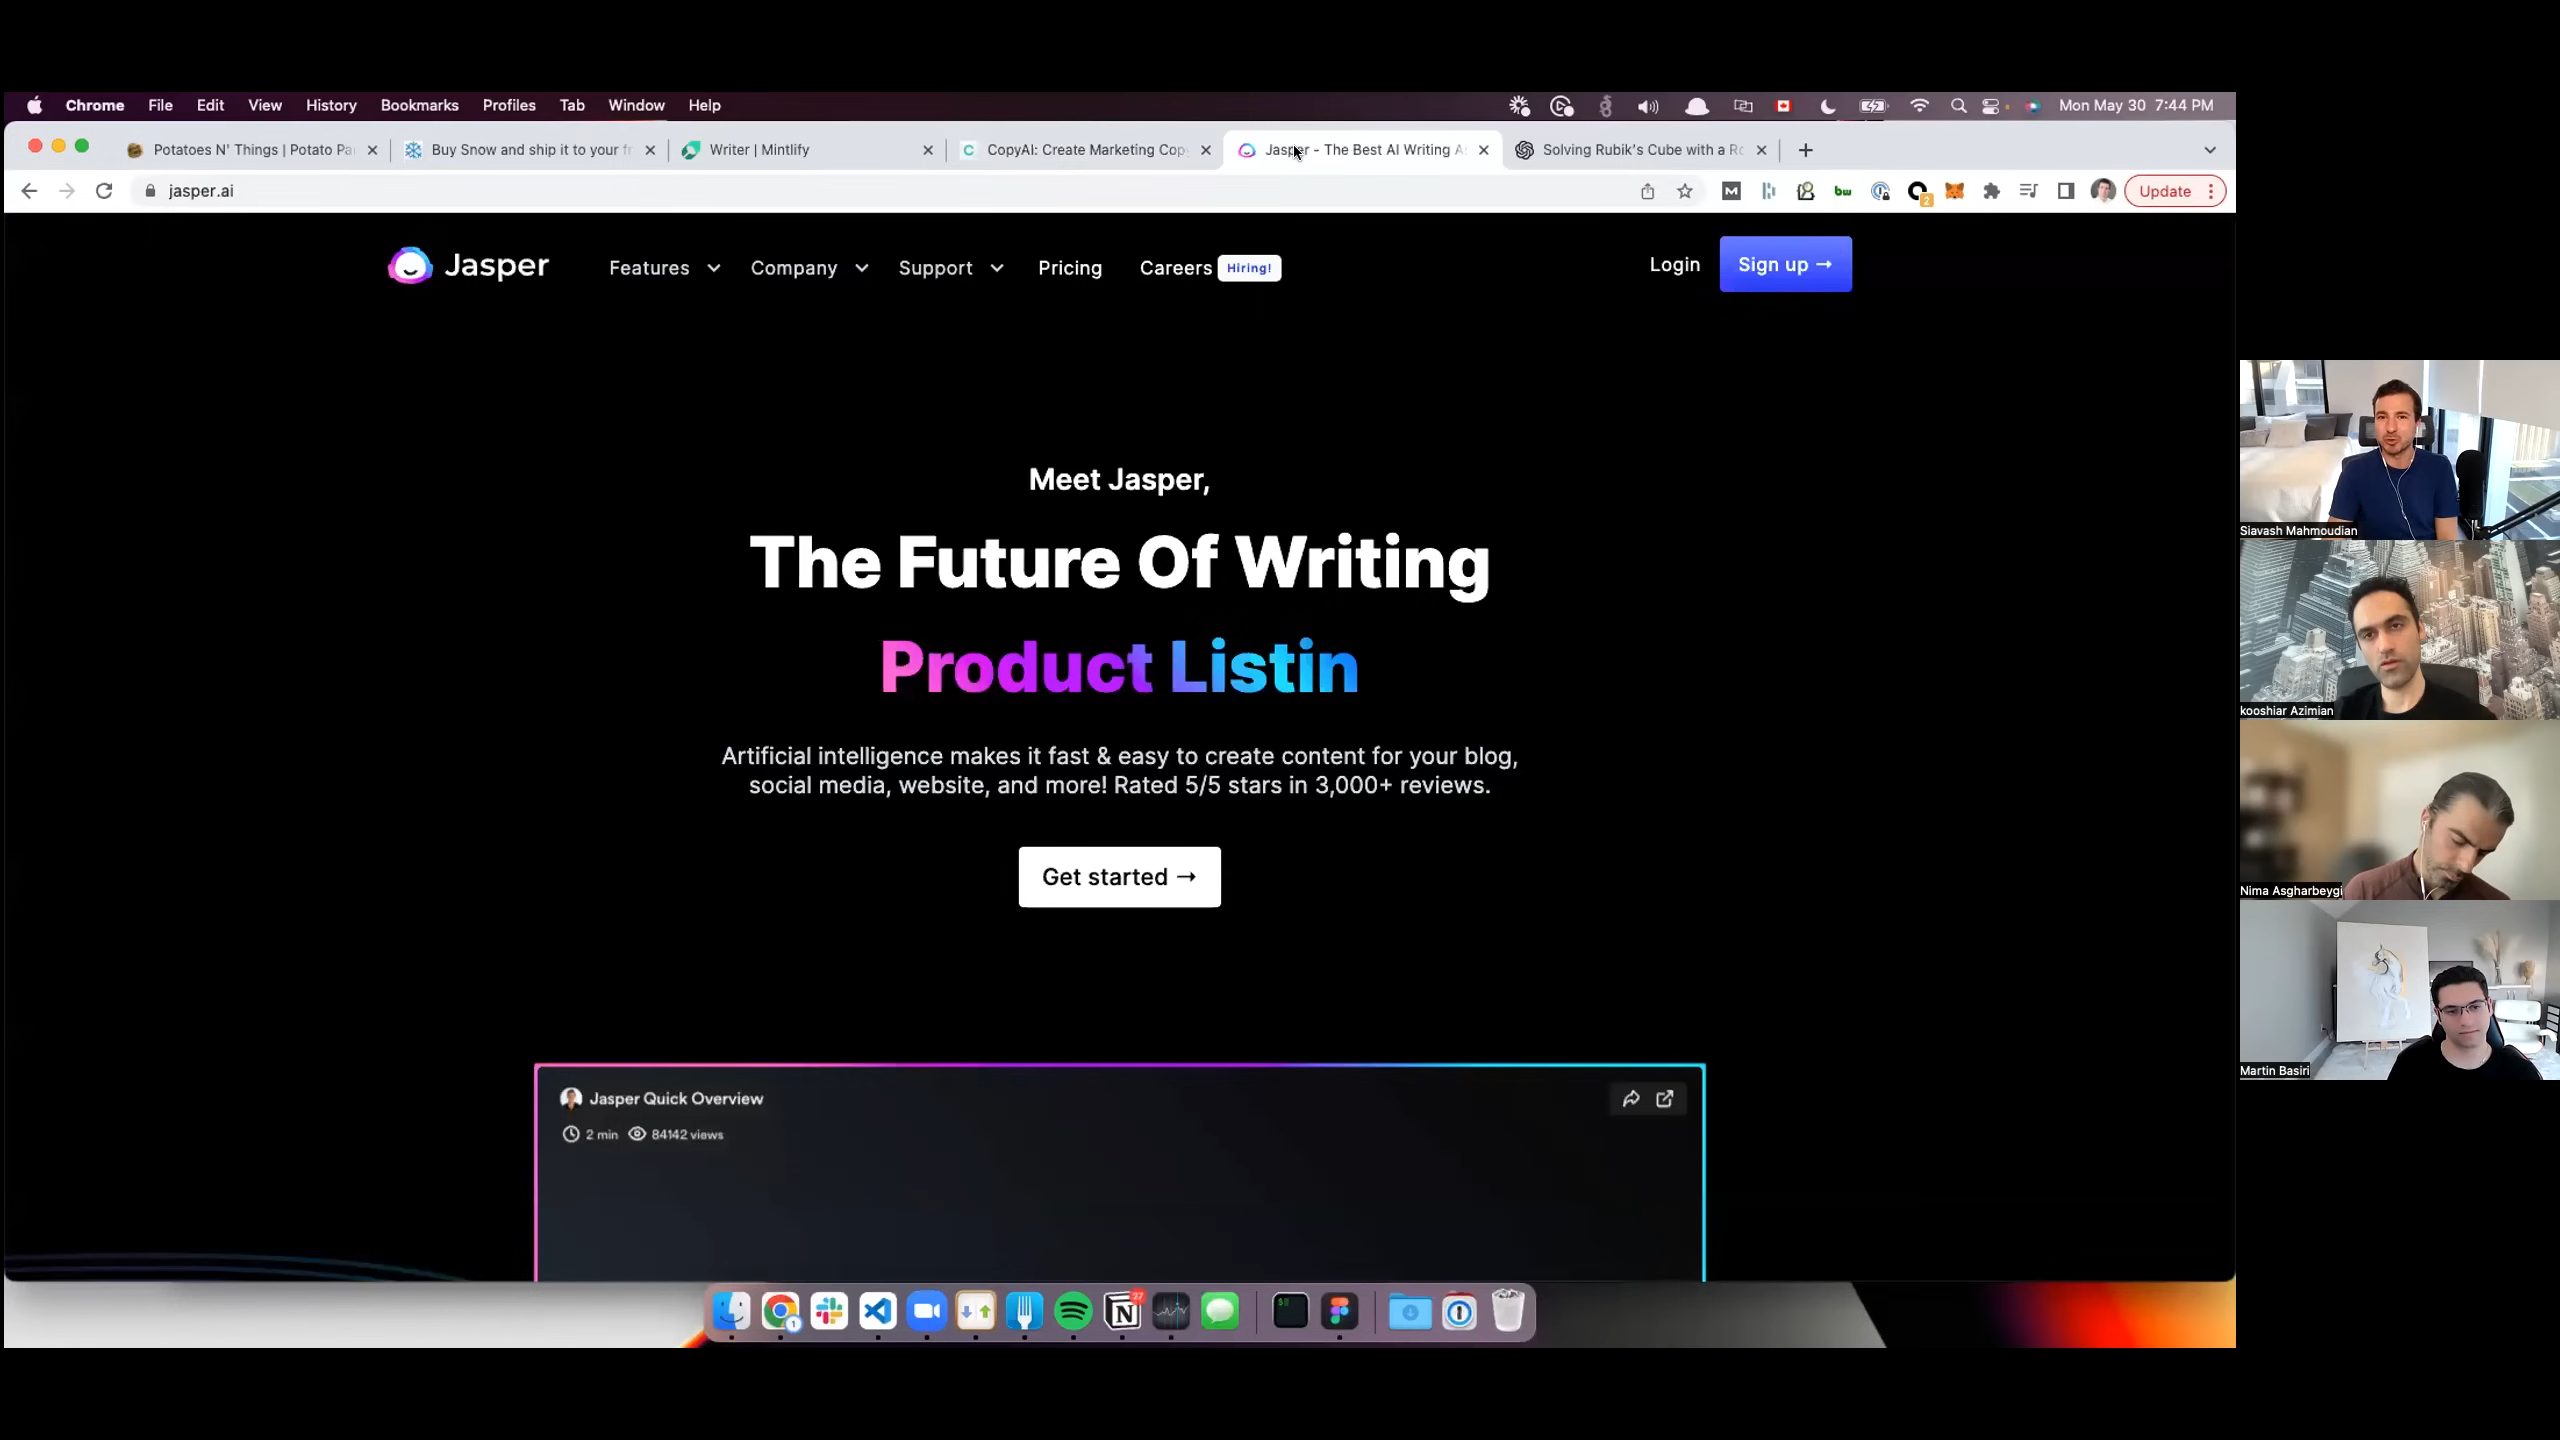 Chrome File Edit View History Bookmarks Profiles Tab Window Help Mon May 30 7:44 PM
Potatoes N' Things | Potato Pa Buy Snow and ship it to your fr Writer | Mintlify CopyAI: Create Marketing Cop Jasper - The Best AI Writing A Solving Rubik's Cube with a Ro
jasper.ai Update
Jasper Features Company Support Pricing Careers Hiring! Login Sign up →
Meet Jasper,
The Future Of Writing
Product Listin
Artificial intelligence makes it fast & easy to create content for your blog,
social media, website, and more! Rated 5/5 stars in 3,000+ reviews.
Get started →
Jasper Quick Overview
2 min 84142 views
27
Siavash Mahmoudian
kooshiar Azimian
Nima Asgharbeygi
Martin Basiri